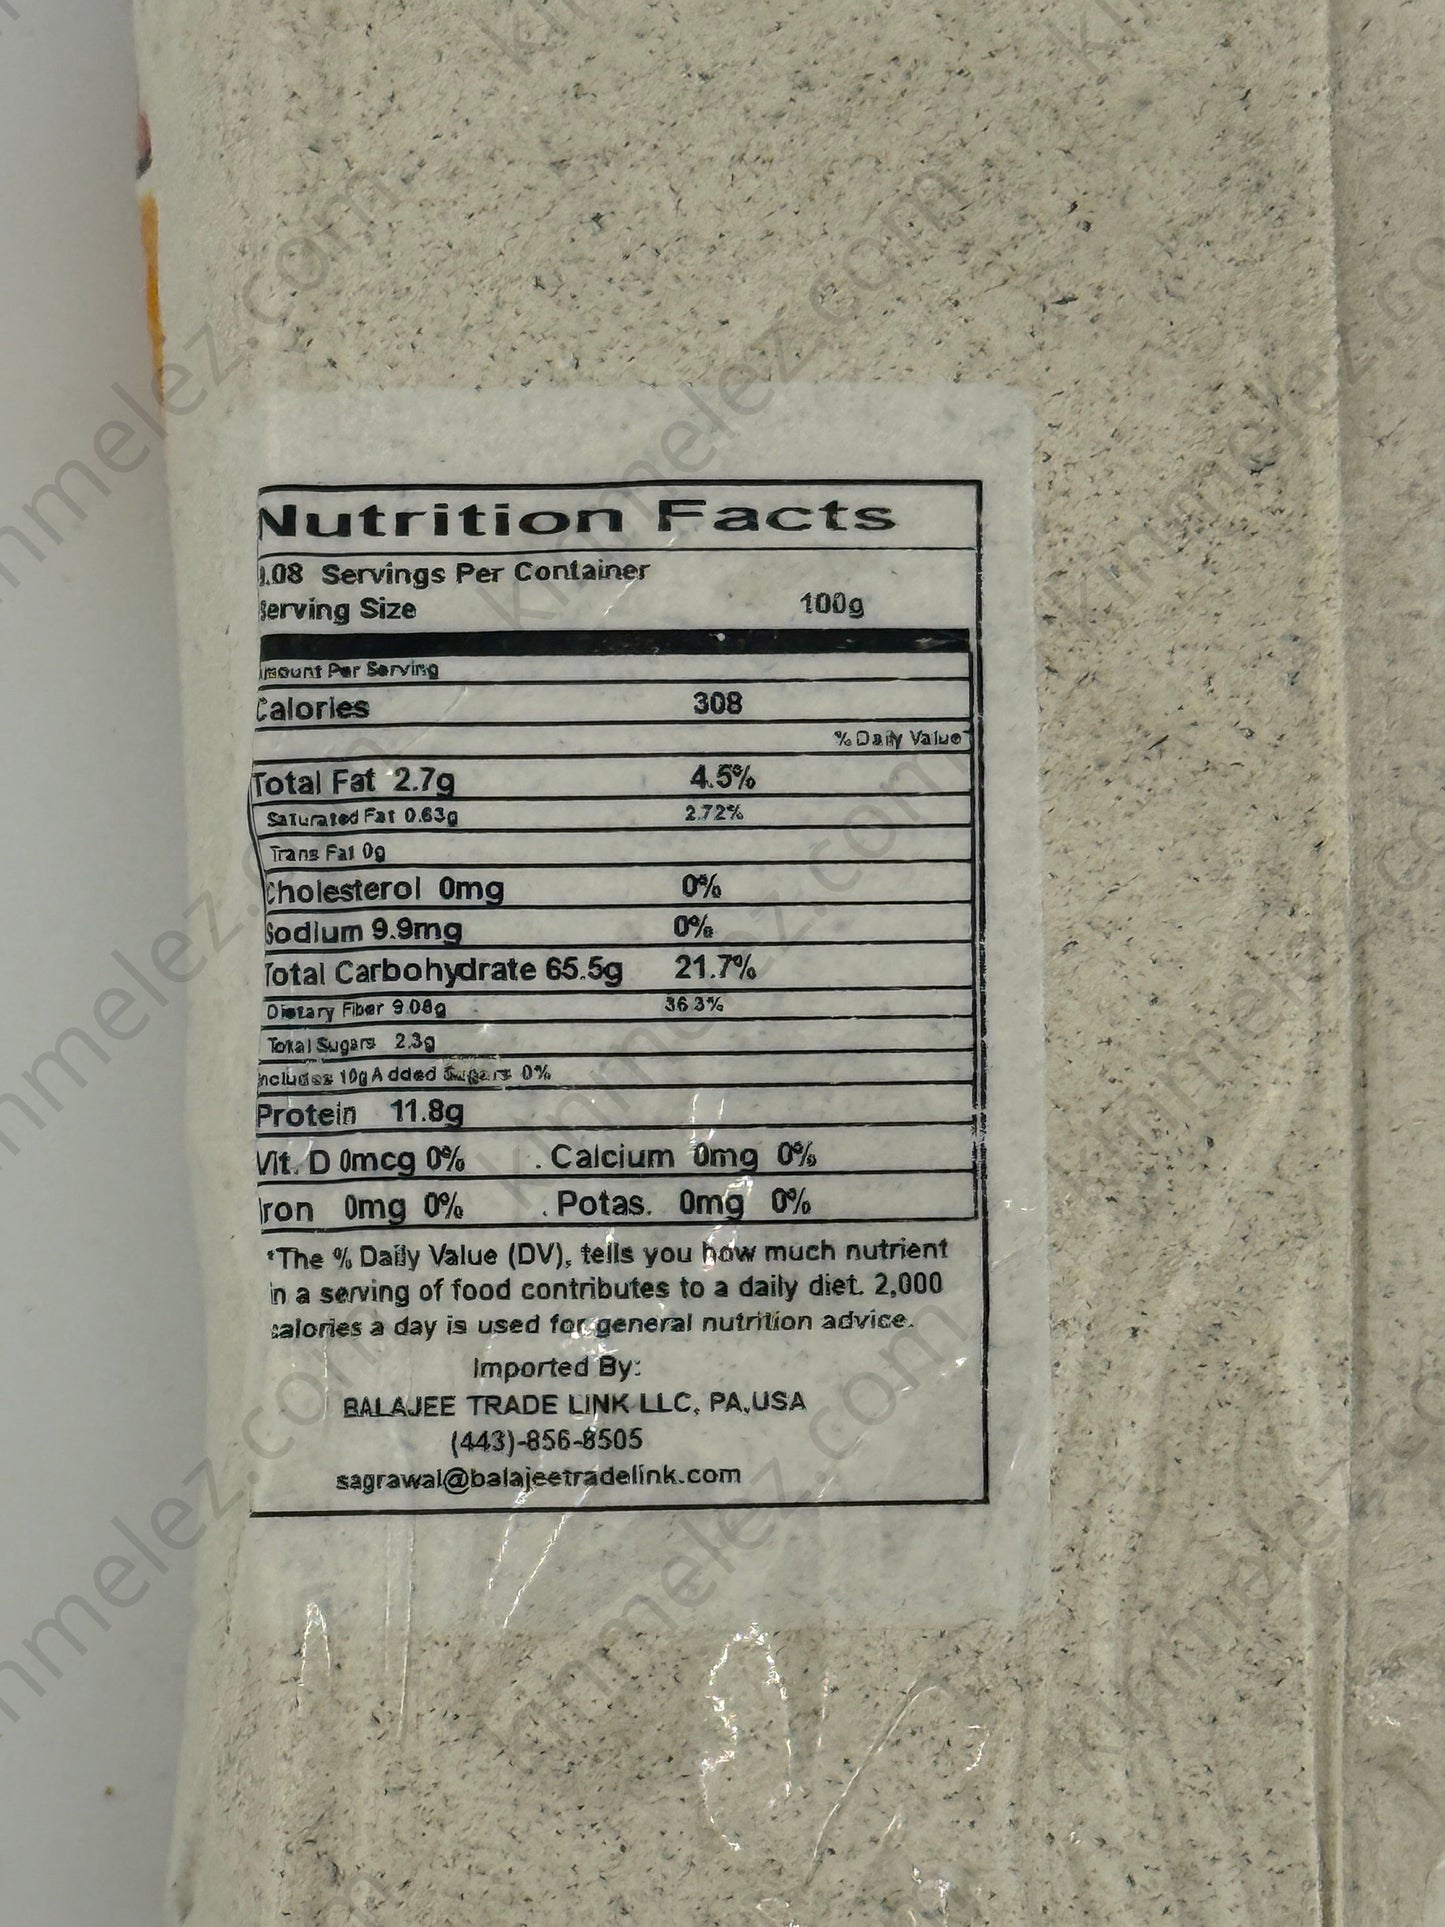 Nutrition Facts
.08 Servings Per Container
Serving Size 100g
Amount Per Serving
Calories 308
% Daily Value*
Total Fat 2.7g 4.5%
Saturated Fat 0.63g 2.72%
Trans Fat 0g
Cholesterol 0mg 0%
Sodium 9.9mg 0%
Total Carbohydrate 65.5g 21.7%
Dietary Fiber 9.08g 36.3%
Total Sugars 2.3g
Includes 10g Added Sugars 0%
Protein 11.8g
Vit. D 0mcg 0% . Calcium 0mg 0%
Iron 0mg 0% . Potas. 0mg 0%
*The % Daily Value (DV), tells you how much nutrient
in a serving of food contributes to a daily diet. 2,000
calories a day is used for general nutrition advice.
Imported By:
BALAJEE TRADE LINK LLC, PA,USA
(443)-856-8505
sagrawal@balajeetradelink.com
kinmelez.com